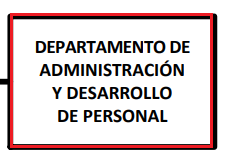 DEPARTAMENTO DE
ADMINISTRACIÓN
Y DESARROLLO
DE PERSONAL